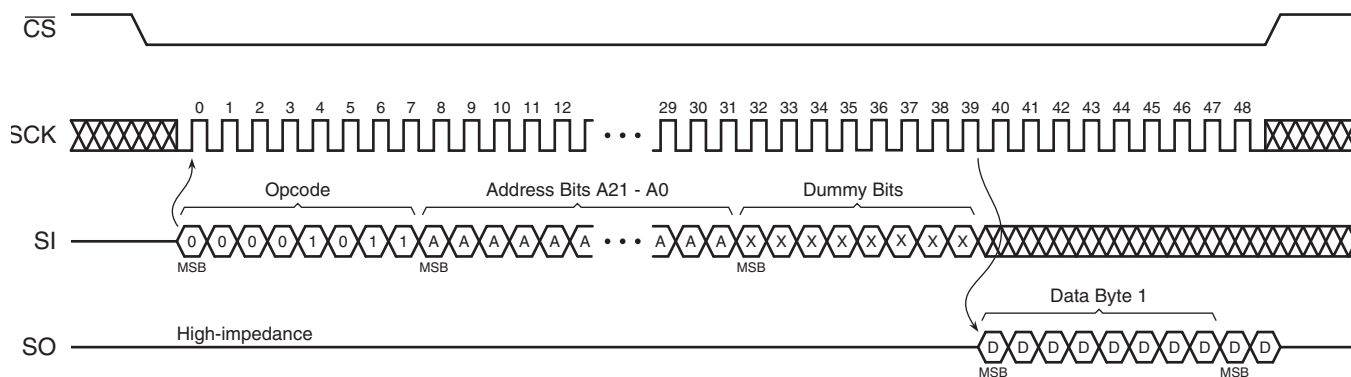 CS
0 1 2 3 4 5 6 7 8 9 10 11 12 29 30 31 32 33 34 35 36 37 38 39 40 41 42 43 44 45 46 47 48
SCK • • •
Opcode Address Bits A21 - A0 Dummy Bits
SI 0 0 0 0 1 0 1 1 A A A A A A • • • A A A X X X X X X X X
MSB MSB MSB
Data Byte 1
High-impedance
SO D D D D D D D D D D
MSB MSB